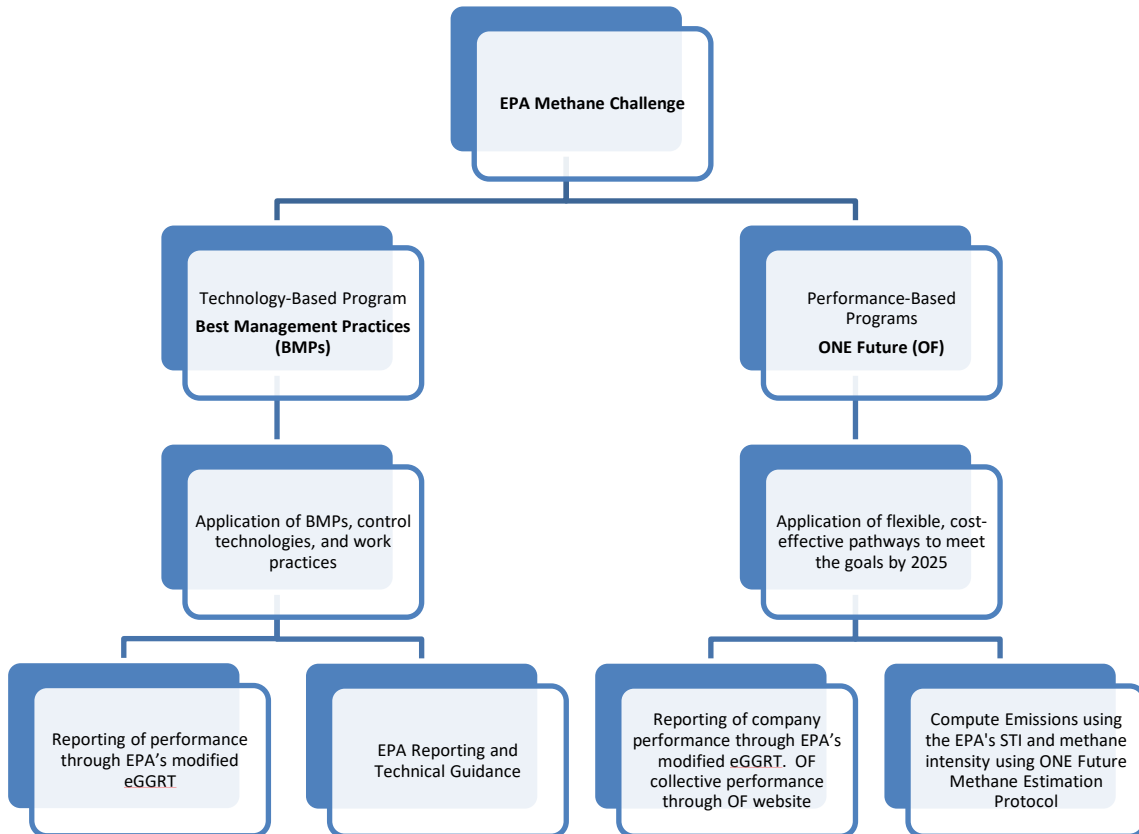 EPA Methane Challenge
Technology-Based Program
Best Management Practices
(BMPs)
Performance-Based
Programs
ONE Future (OF)
Application of BMPs, control
technologies, and work
practices
Application of flexible, cost-
effective pathways to meet
the goals by 2025
Reporting of performance
through EPA’s modified
eGGRT
EPA Reporting and
Technical Guidance
Reporting of company
performance through EPA’s
modified eGGRT.  OF
collective performance
through OF website
Compute Emissions using
the EPA's STI and methane
intensity using ONE Future
Methane Estimation
Protocol